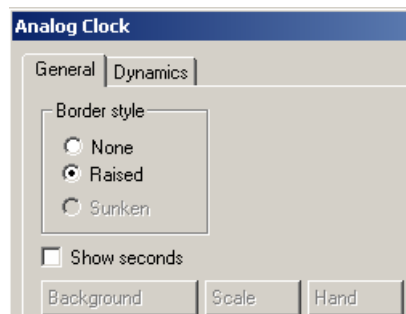 Analog Clock
General Dynamics
Border style
None
Raised
Sunken
Show seconds
Background Scale Hand